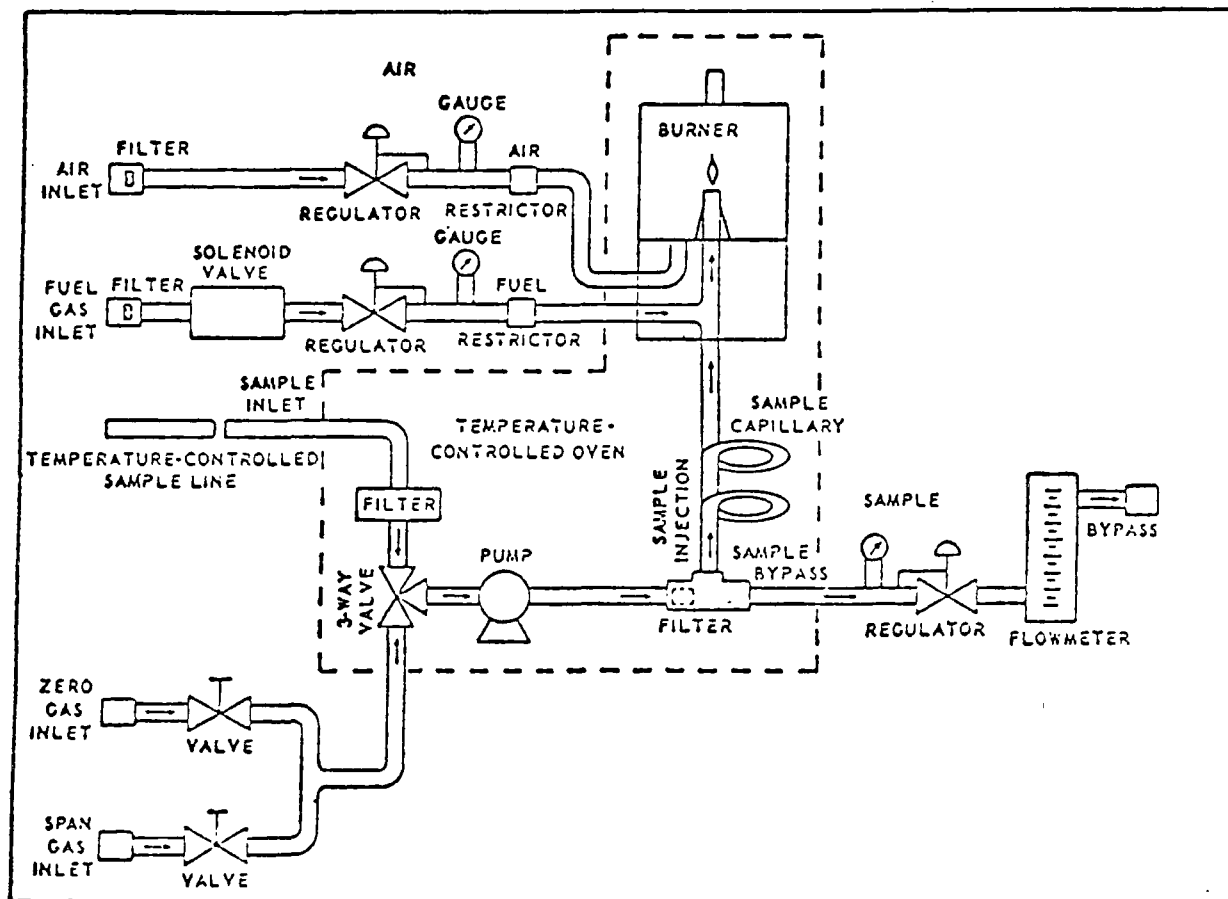 AIR
GAUGE
FILTER
AIR
AIR
INLET
REGULATOR
RESTRICTOR
BURNER
SOLENOID
VALVE
GAUGE
FUEL
GAS
INLET
FILTER
FUEL
REGULATOR
RESTRICTOR
SAMPLE
INLET
TEMPERATURE-CONTROLLED
SAMPLE LINE
TEMPERATURE-
CONTROLLED OVEN
SAMPLE
CAPILLARY
FILTER
SAMPLE
INJECTION
SAMPLE
BYPASS
3-WAY
VALVE
PUMP
FILTER
SAMPLE
REGULATOR
FLOWMETER
BYPASS
ZERO
GAS
INLET
VALVE
SPAN
GAS
INLET
VALVE